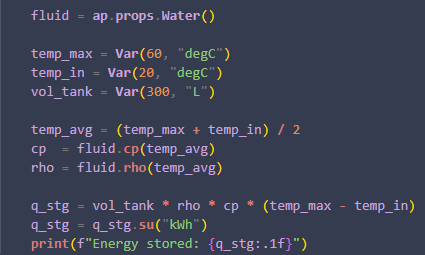 fluid = ap.props.Water()
temp_max = Var(60, "degC")
temp_in = Var(20, "degC")
vol_tank = Var(300, "L")
temp_avg = (temp_max + temp_in) / 2
cp  = fluid.cp(temp_avg)
rho = fluid.rho(temp_avg)
q_stg = vol_tank * rho * cp * (temp_max - temp_in)
q_stg = q_stg.su("kWh")
print(f"Energy stored: {q_stg:.1f}")